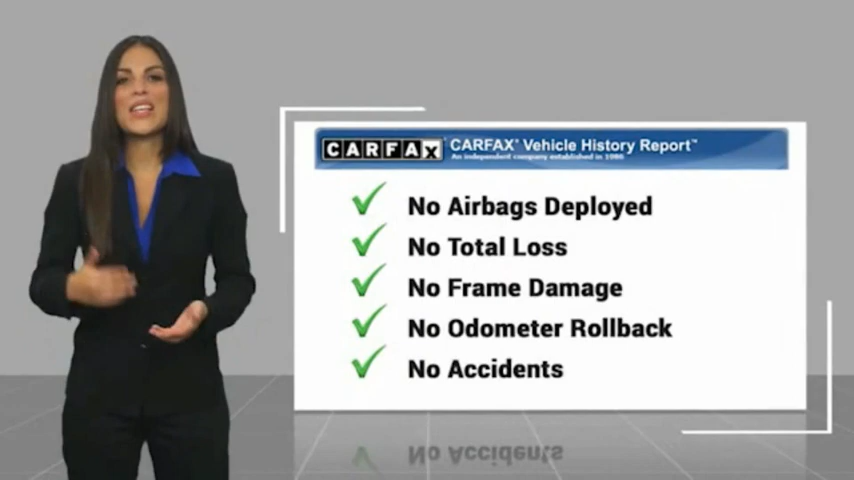 CARFAX CARFAX® Vehicle History Report™
An independent company established in 1986
No Airbags Deployed
No Total Loss
No Frame Damage
No Odometer Rollback
No Accidents
No Accidents